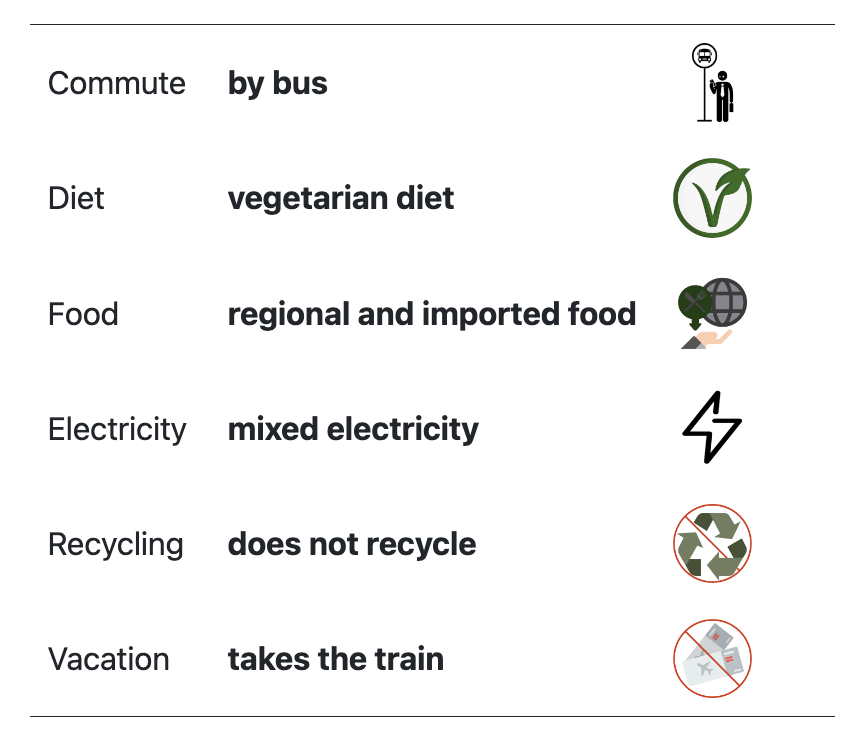 Commute by bus
Diet vegetarian diet
Food regional and imported food
Electricity mixed electricity
Recycling does not recycle
Vacation takes the train